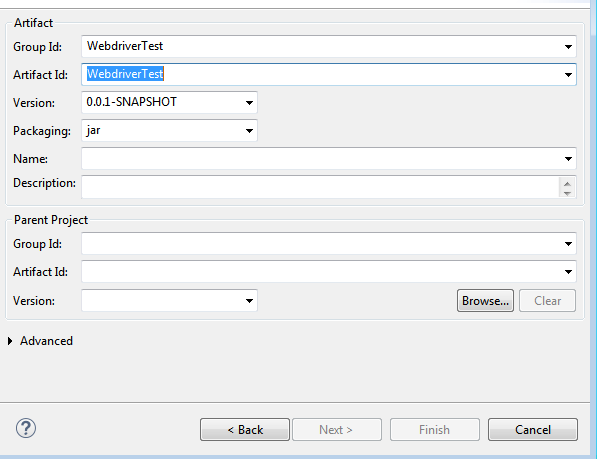 Artifact
Group Id: WebdriverTest
Artifact Id: WebdriverTest
Version: 0.0.1-SNAPSHOT
Packaging: jar
Name:
Description:
Parent Project
Group Id:
Artifact Id:
Version: Browse... Clear
Advanced
? < Back Next > Finish Cancel